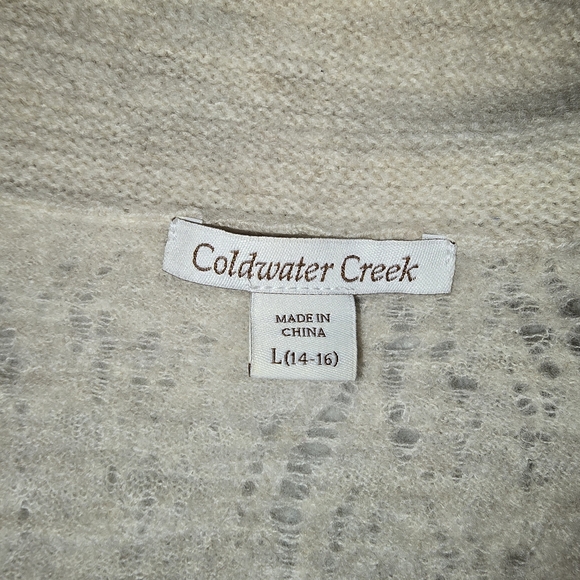 Coldwater Creek
MADE IN
CHINA
L(14-16)